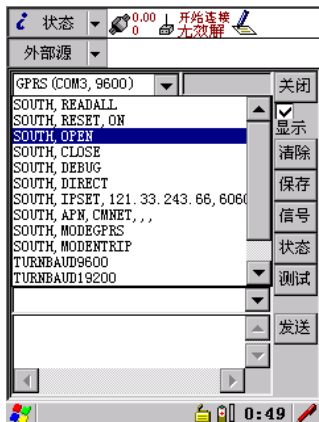 状态
0.00
0
开始连接
无效解
外部源
GPRS (COM3, 9600)
关闭
SOUTH, READALL
SOUTH, RESET, ON
SOUTH, OPEN
SOUTH, CLOSE
SOUTH, DEBUG
SOUTH, DIRECT
SOUTH, IPSET, 121. 33. 243. 66, 6060
SOUTH, APN, CMNET, , ,
SOUTH, MODEGPRS
SOUTH, MODENTRIP
TURNBAUD9600
TURNBAUD19200
显示
清除
保存
信号
状态
测试
发送
0:49